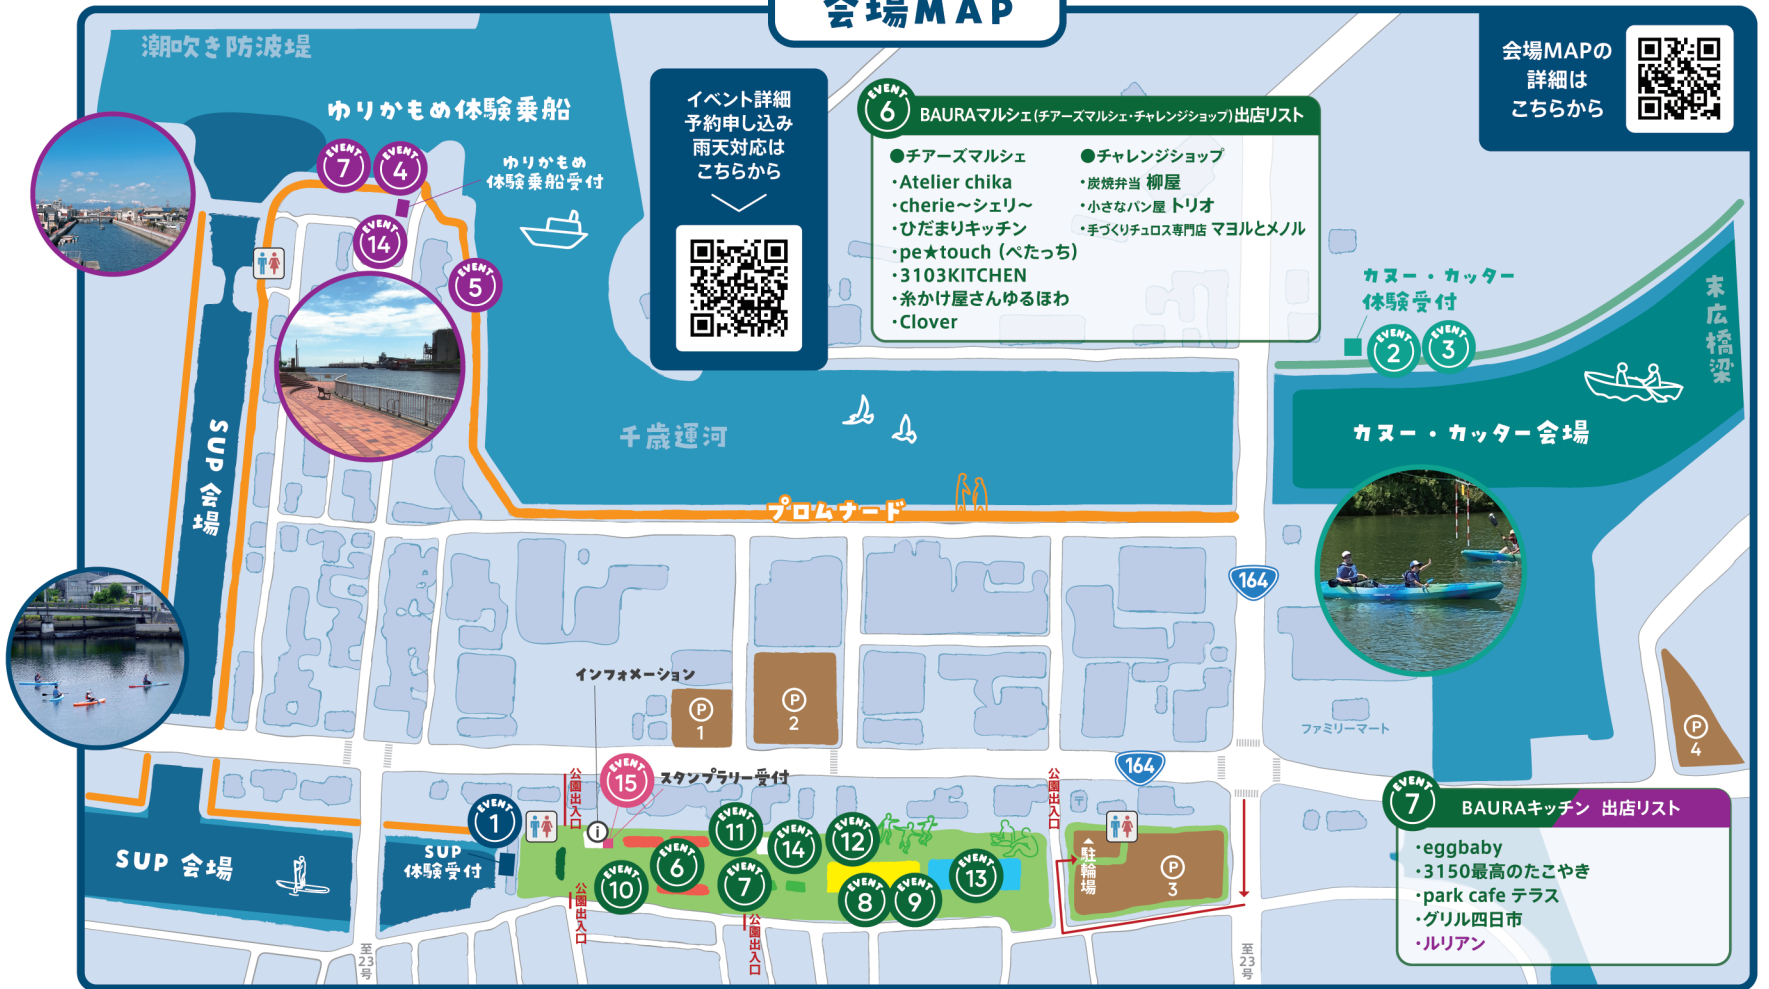 会場MAP
潮吹き防波堤
ゆりかもめ体験乗船
EVENT 7
EVENT 4
ゆりかもめ
体験乗船受付
EVENT 14
EVENT 5
イベント詳細
予約申し込み
雨天対応は
こちらから
EVENT 6
BAURAマルシェ(チアーズマルシェ・チャレンジショップ)出店リスト
●チアーズマルシェ
・Atelier chika
・cherie～シェリ～
・ひだまりキッチン
・pe★touch (ぺたっち)
・3103KITCHEN
・糸かけ屋さんゆるほわ
・Clover
●チャレンジショップ
・炭焼弁当 柳屋
・小さなパン屋 トリオ
・手づくりチュロス専門店 マヨルとメノル
会場MAPの
詳細は
こちらから
カヌー・カッター
体験受付
EVENT 2
EVENT 3
末広橋梁
カヌー・カッター会場
千歳運河
プロムナード
SUP 会場
164
インフォメーション
P 1
P 2
ファミリーマート
P 4
164
公園出入口
EVENT 15
スタンプラリー受付
公園出入口
EVENT 1
SUP
体験受付
SUP 会場
i
EVENT 10
EVENT 6
EVENT 11
EVENT 7
EVENT 14
EVENT 12
EVENT 8
EVENT 9
EVENT 13
▲駐輪場
P 3
公園出入口
公園出入口
至23号
至23号
EVENT 7
BAURAキッチン 出店リスト
・eggbaby
・3150最高のたこやき
・park cafe テラス
・グリル四日市
・ルリアン